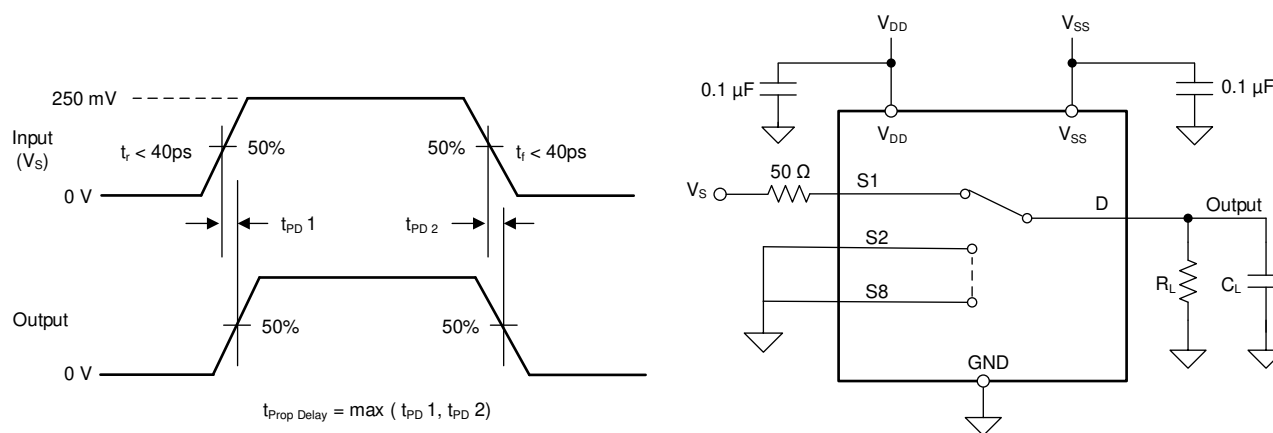 250 mV
Input
(VS)
tr < 40ps
50%
50%
tf < 40ps
0 V
tPD 1
tPD 2
Output
50%
50%
0 V
tProp Delay = max ( tPD 1, tPD 2)
VDD
VSS
0.1 µF
0.1 µF
VDD
VSS
VS
50 Ω
S1
D
Output
S2
S8
RL
CL
GND